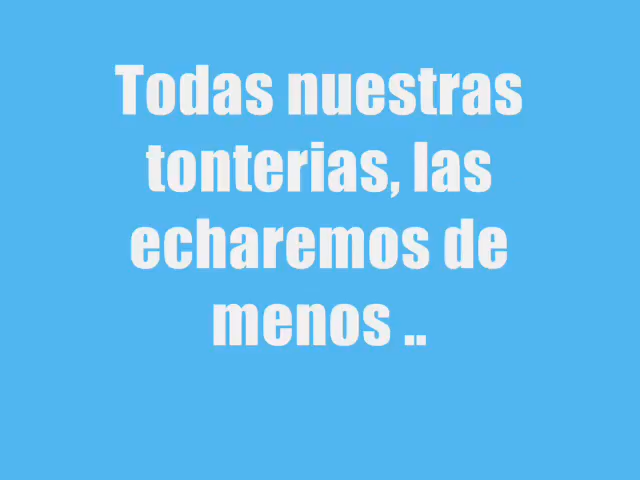 Todas nuestras
tonterias, las
echaremos de
menos ..